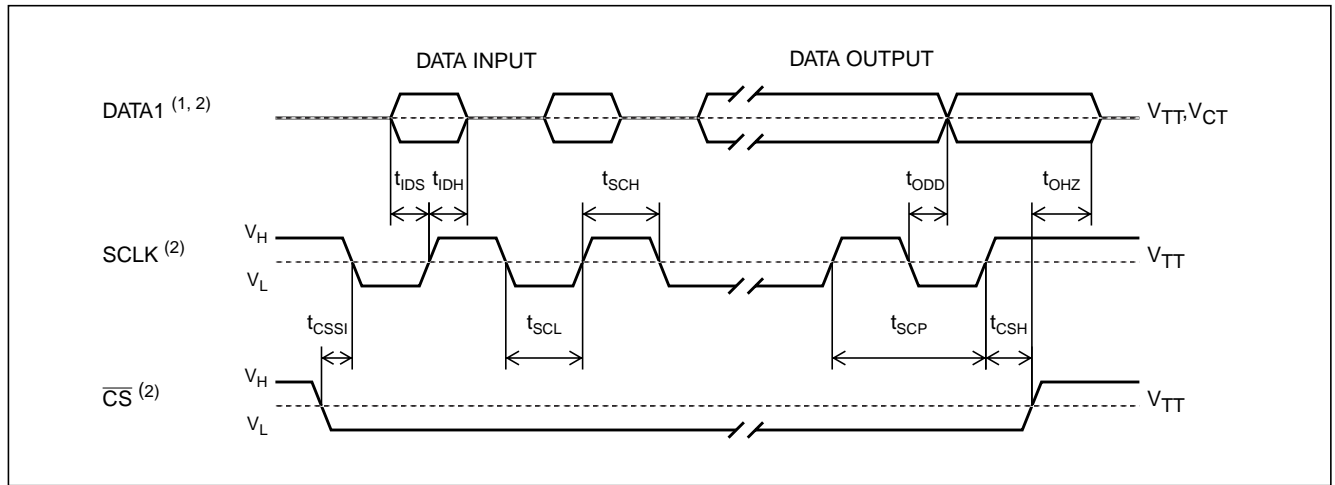 DATA INPUT DATA OUTPUT
DATA1 (1, 2) VTT,VCT
tIDS tIDH tSCH tODD tOHZ
VH
SCLK (2) VTT
VL
tCSSI tSCL tSCP tCSH
VH
CS (2) VTT
VL